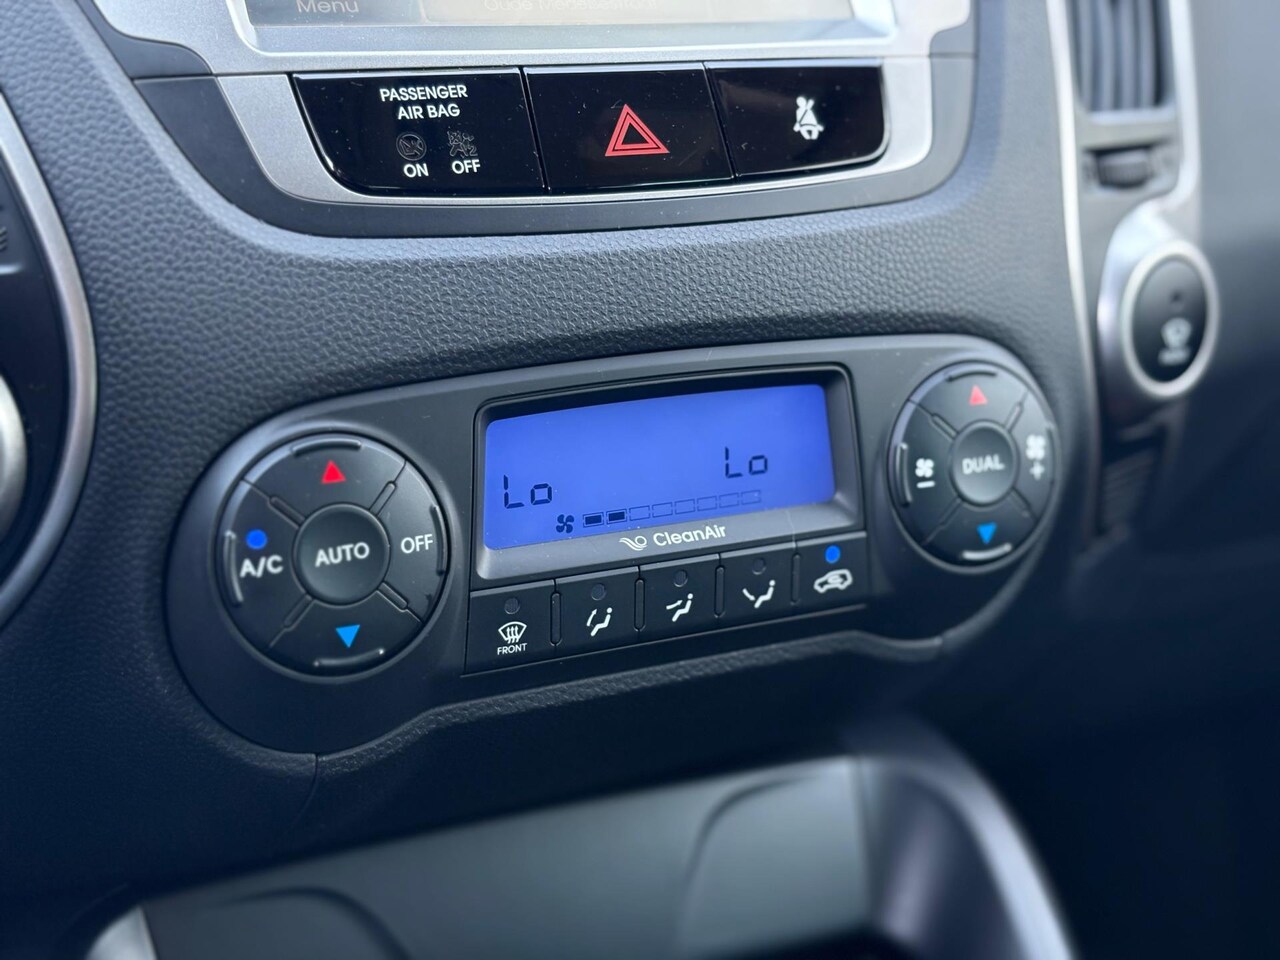 Menu
PASSENGER
AIR BAG
ON OFF
Lo
Lo
CleanAir
A/C
AUTO
OFF
DUAL
FRONT